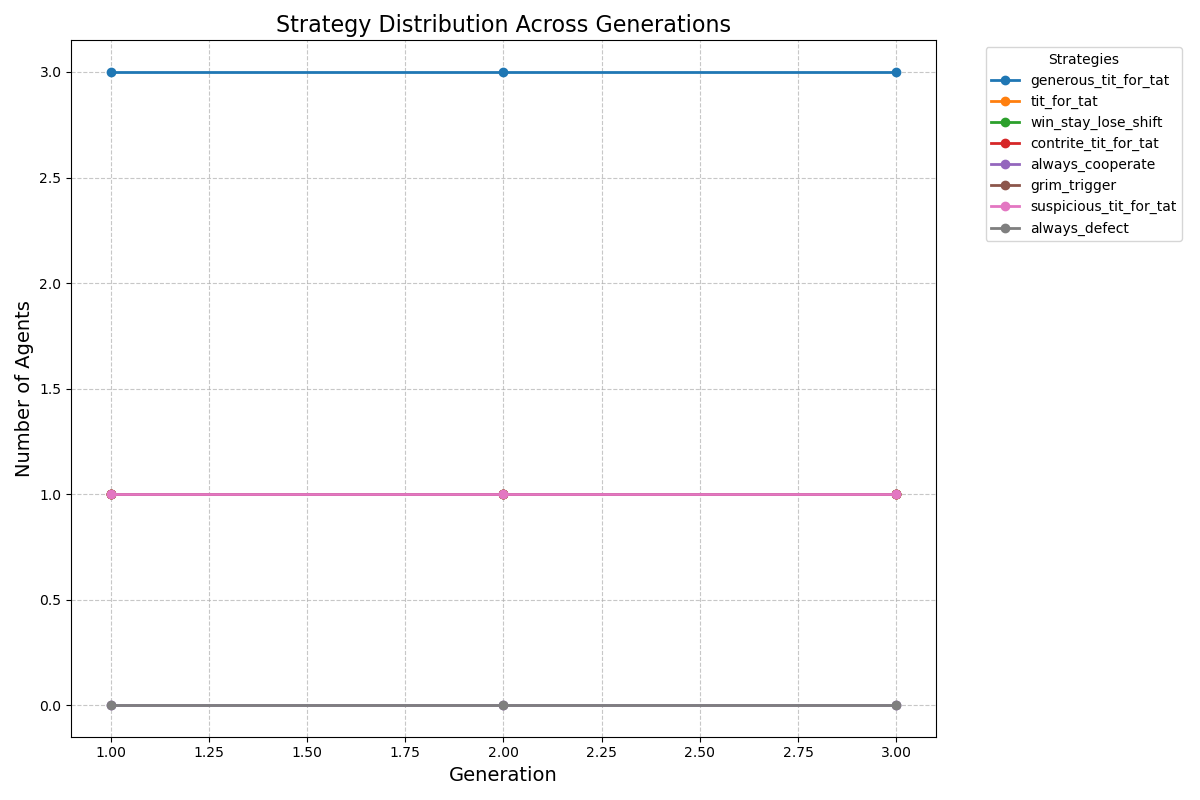 Strategy Distribution Across Generations
Number of Agents
3.0
2.5
2.0
1.5
1.0
0.5
0.0
1.00 1.25 1.50 1.75 2.00 2.25 2.50 2.75 3.00
Generation
Strategies
generous_tit_for_tat
tit_for_tat
win_stay_lose_shift
contrite_tit_for_tat
always_cooperate
grim_trigger
suspicious_tit_for_tat
always_defect